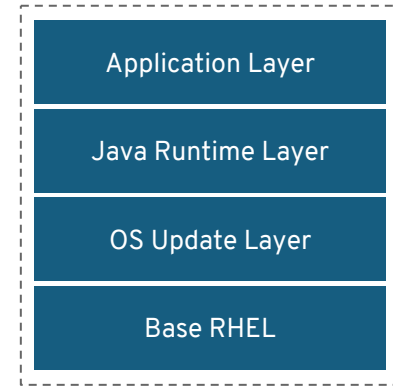 Application Layer
Java Runtime Layer
OS Update Layer
Base RHEL